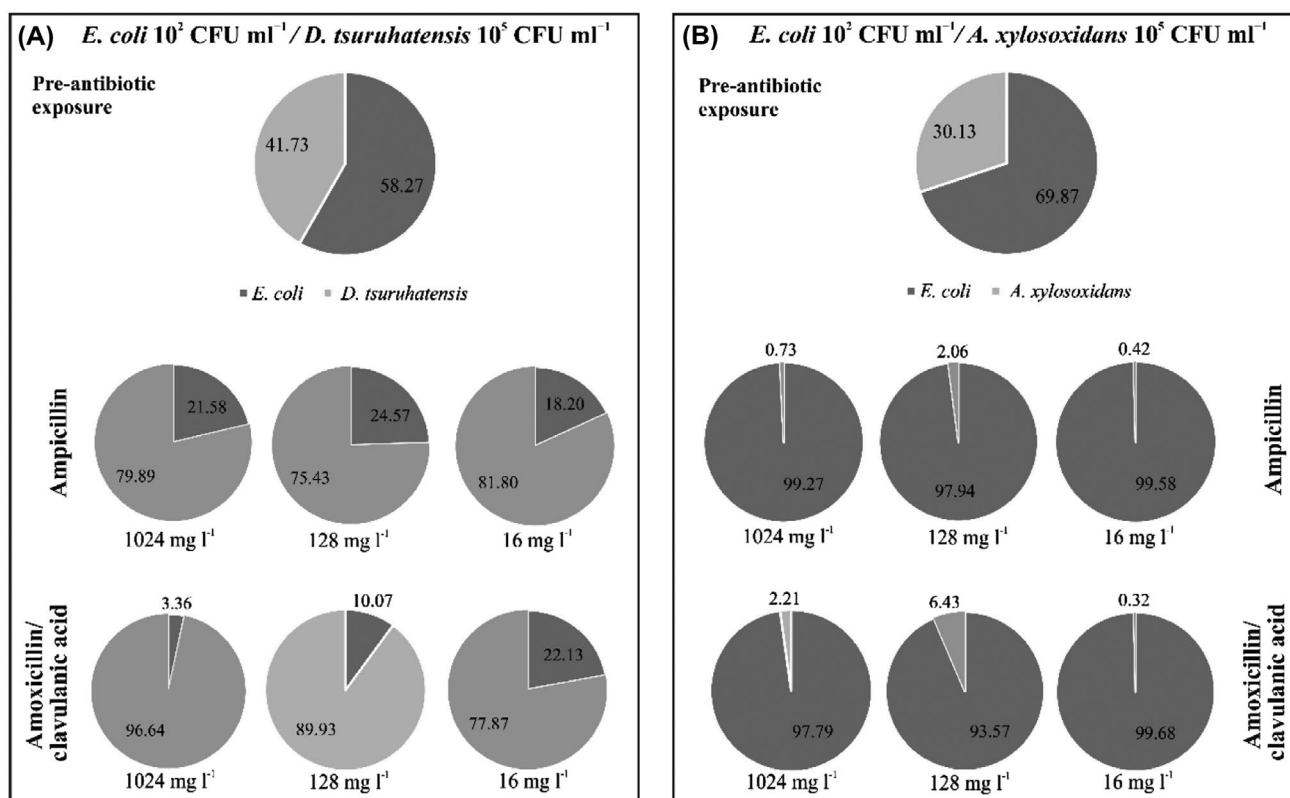 (A) E. coli 10² CFU ml⁻¹ / D. tsuruhatensis 10⁵ CFU ml⁻¹
Pre-antibiotic
exposure
41.73
58.27
E. coli D. tsuruhatensis
Ampicillin
21.58
79.89
1024 mg l⁻¹
24.57
75.43
128 mg l⁻¹
18.20
81.80
16 mg l⁻¹
Amoxicillin/
clavulanic acid
3.36
96.64
1024 mg l⁻¹
10.07
89.93
128 mg l⁻¹
22.13
77.87
16 mg l⁻¹
(B) E. coli 10² CFU ml⁻¹ / A. xylosoxidans 10⁵ CFU ml⁻¹
Pre-antibiotic
exposure
30.13
69.87
E. coli A. xylosoxidans
0.73
99.27
1024 mg l⁻¹
2.06
97.94
128 mg l⁻¹
0.42
99.58
16 mg l⁻¹
Ampicillin
2.21
97.79
1024 mg l⁻¹
6.43
93.57
128 mg l⁻¹
0.32
99.68
16 mg l⁻¹
Amoxicillin/
clavulanic acid